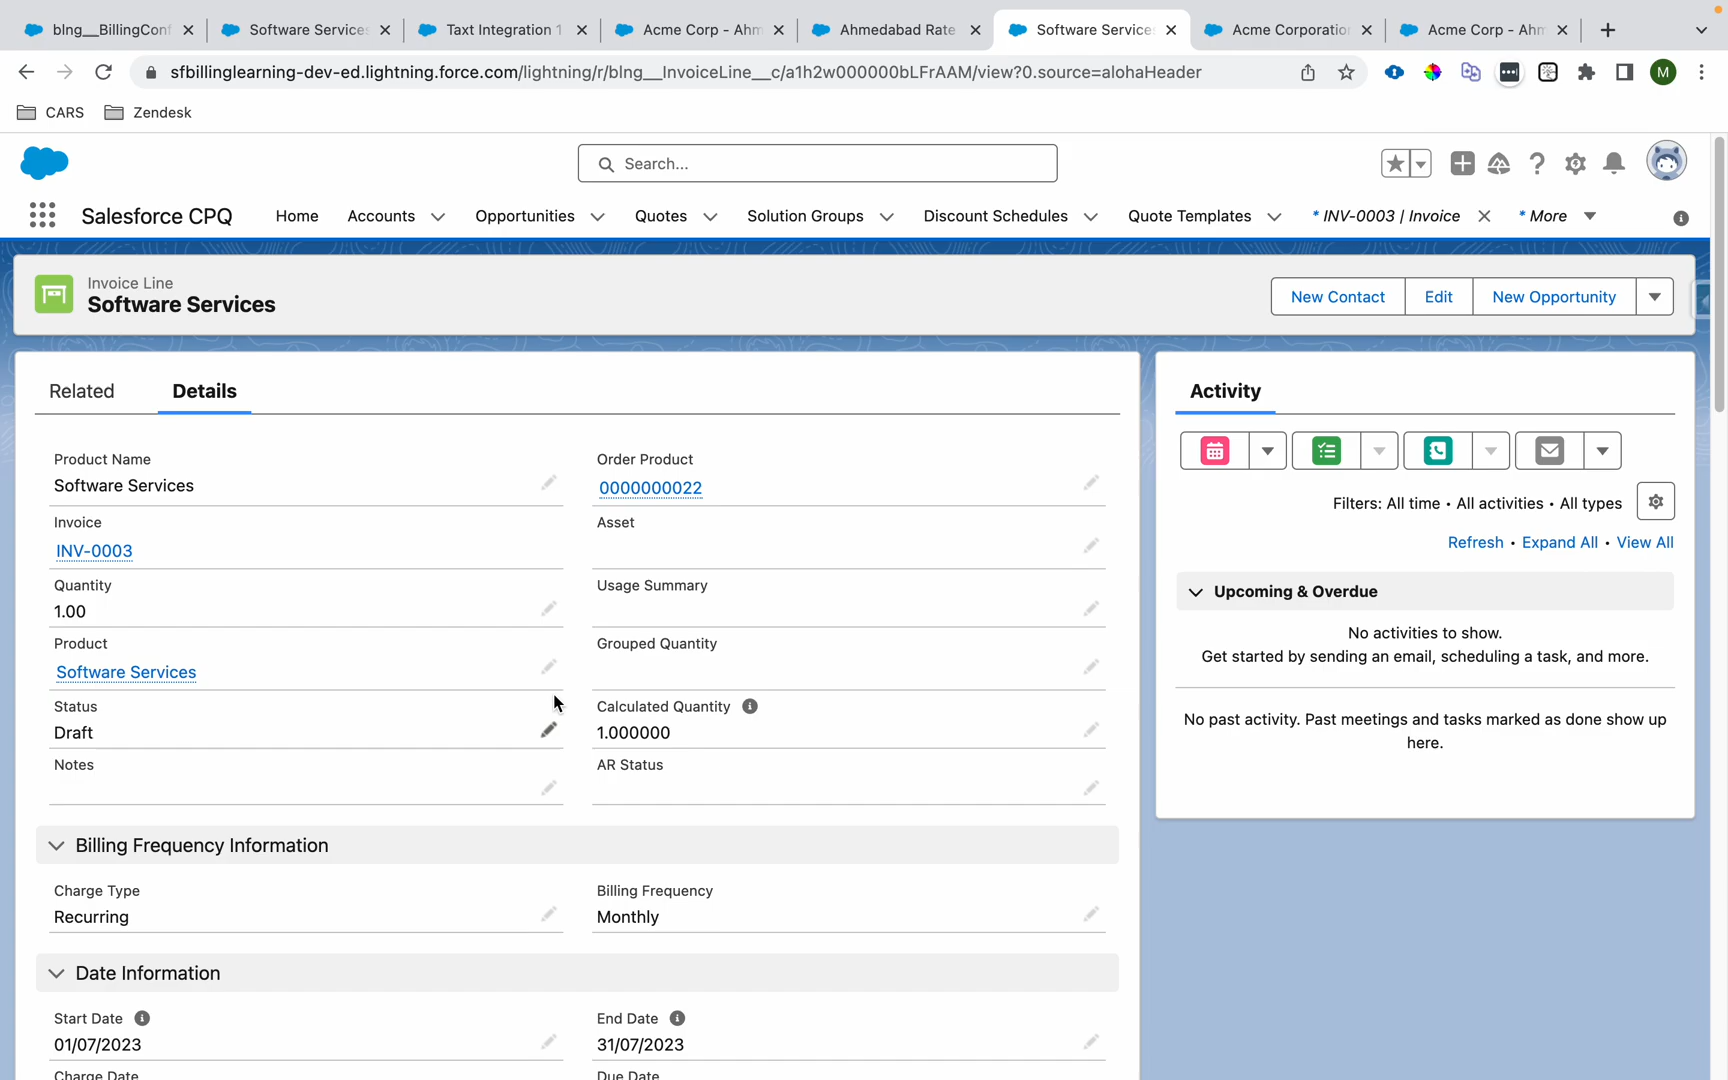 blng__BillingConf
Software Services
Taxt Integration 1
Acme Corp - Ahm
Ahmedabad Rate
Software Service
Acme Corporation
Acme Corp - Ahm
sfbillinglearning-dev-ed.lightning.force.com/lightning/r/blng__InvoiceLine__c/a1h2w000000bLFrAAM/view?0.source=alohaHeader
M
CARS
Zendesk
Search...
Salesforce CPQ
Home
Accounts
Opportunities
Quotes
Solution Groups
Discount Schedules
Quote Templates
* INV-0003 | Invoice
* More
Invoice Line
Software Services
New Contact
Edit
New Opportunity
Related
Details
Product Name
Software Services
Order Product
0000000022
Invoice
INV-0003
Asset
Quantity
1.00
Usage Summary
Product
Software Services
Grouped Quantity
Status
Draft
Calculated Quantity
1.000000
Notes
AR Status
Billing Frequency Information
Charge Type
Recurring
Billing Frequency
Monthly
Date Information
Start Date
01/07/2023
End Date
31/07/2023
Charge Date
Due Date
Activity
Filters: All time • All activities • All types
Refresh • Expand All • View All
Upcoming & Overdue
No activities to show.
Get started by sending an email, scheduling a task, and more.
No past activity. Past meetings and tasks marked as done show up
here.